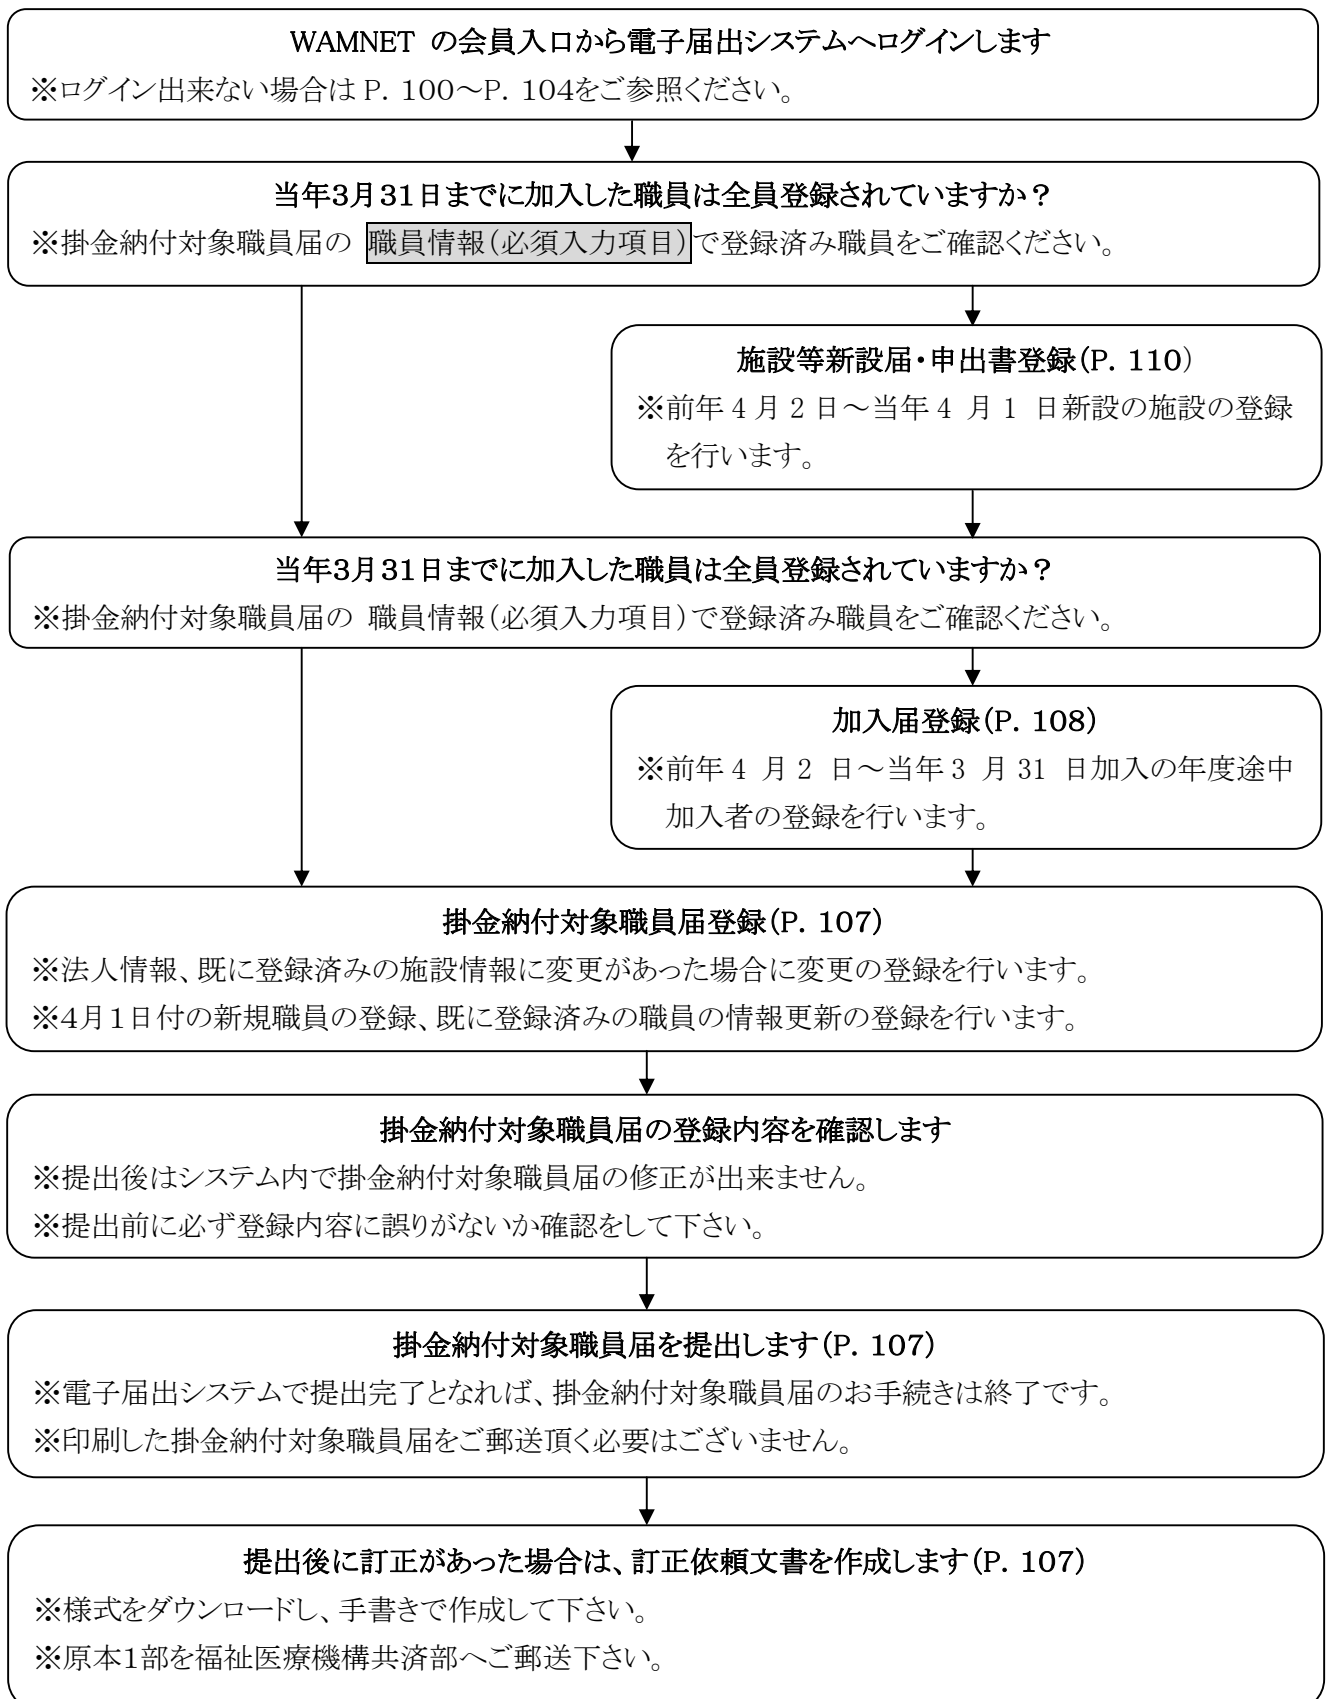 WAMNET の会員入口から電子届出システムへログインします
※ログイン出来ない場合は P. 100～P. 104をご参照ください。
当年3月31日までに加入した職員は全員登録されていますか？
※掛金納付対象職員届の 職員情報(必須入力項目)で登録済み職員をご確認ください。
施設等新設届・申出書登録(P. 110)
※前年 4 月 2 日～当年 4 月 1 日新設の施設の登録
を行います。
当年3月31日までに加入した職員は全員登録されていますか？
※掛金納付対象職員届の 職員情報(必須入力項目)で登録済み職員をご確認ください。
加入届登録(P. 108)
※前年 4 月 2 日～当年 3 月 31 日加入の年度途中
加入者の登録を行います。
掛金納付対象職員届登録(P. 107)
※法人情報、既に登録済みの施設情報に変更があった場合に変更の登録を行います。
※4月1日付の新規職員の登録、既に登録済みの職員の情報更新の登録を行います。
掛金納付対象職員届の登録内容を確認します
※提出後はシステム内で掛金納付対象職員届の修正が出来ません。
※提出前に必ず登録内容に誤りがないか確認をして下さい。
掛金納付対象職員届を提出します(P. 107)
※電子届出システムで提出完了となれば、掛金納付対象職員届のお手続きは終了です。
※印刷した掛金納付対象職員届をご郵送頂く必要はございません。
提出後に訂正があった場合は、訂正依頼文書を作成します(P. 107)
※様式をダウンロードし、手書きで作成して下さい。
※原本1部を福祉医療機構共済部へご郵送下さい。